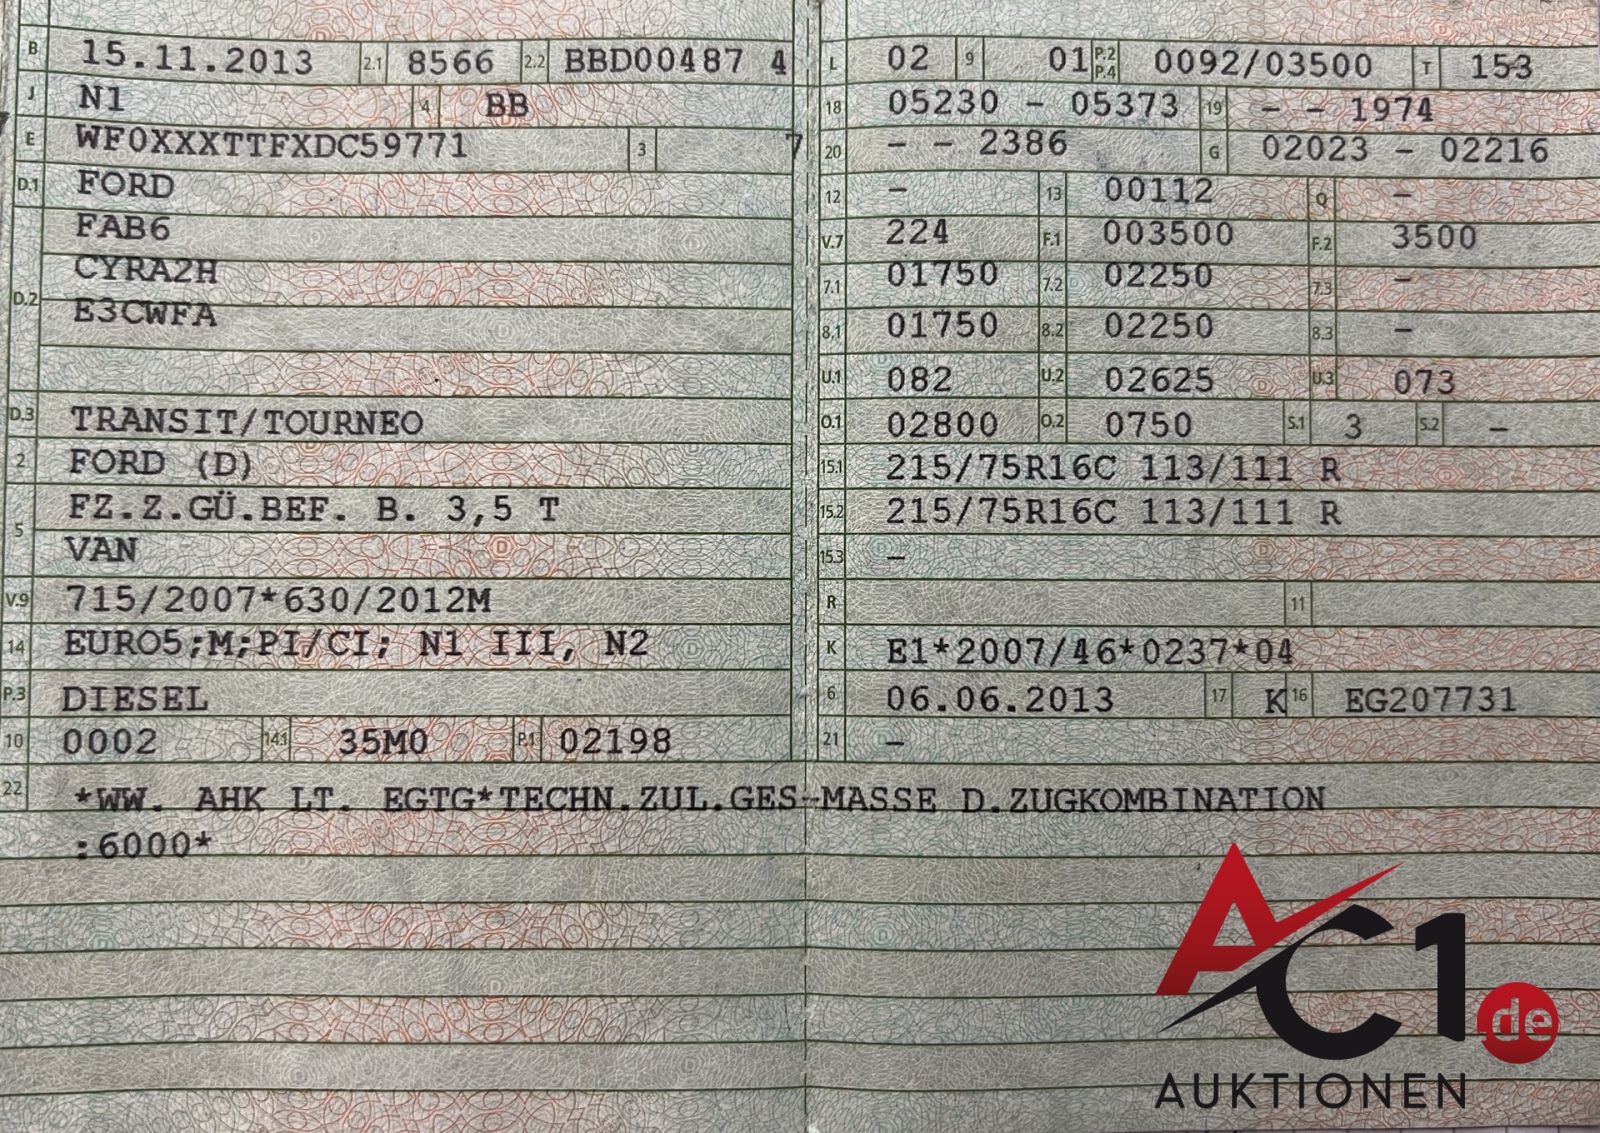 B 15.11.2013 2.1 8566 2.2 BBD00487 4
J N1 4 BB
E WF0XXXTTFXDC59771 3 7
D.1 FORD
FAB6
D.2 CYRA2H
E3CWFA
D.3 TRANSIT/TOURNEO
2 FORD (D)
5 FZ.Z.GÜ.BEF. B. 3,5 T
VAN
V.9 715/2007*630/2012M
14 EURO5;M;PI/CI; N1 III, N2
P.3 DIESEL
10 0002 14.1 35M0 P.1 02198
L 02 9 01 P.2 P.4 0092/03500 T 153
18 05230 - 05373 19 - - 1974
20 - - 2386 G 02023 - 02216
12 - 13 00112 Q -
V.7 224 F.1 003500 F.2 3500
7.1 01750 7.2 02250 7.3 -
8.1 01750 8.2 02250 8.3 -
U.1 082 U.2 02625 U.3 073
O.1 02800 O.2 0750 S.1 3 S.2 -
15.1 215/75R16C 113/111 R
15.2 215/75R16C 113/111 R
15.3 -
R 11
K E1*2007/46*0237*04
6 06.06.2013 17 K 16 EG207731
21 -
22 *WW. AHK LT. EGTG*TECHN.ZUL.GES-MASSE D.ZUGKOMBINATION
:6000*
AC1
.de
AUKTIONEN